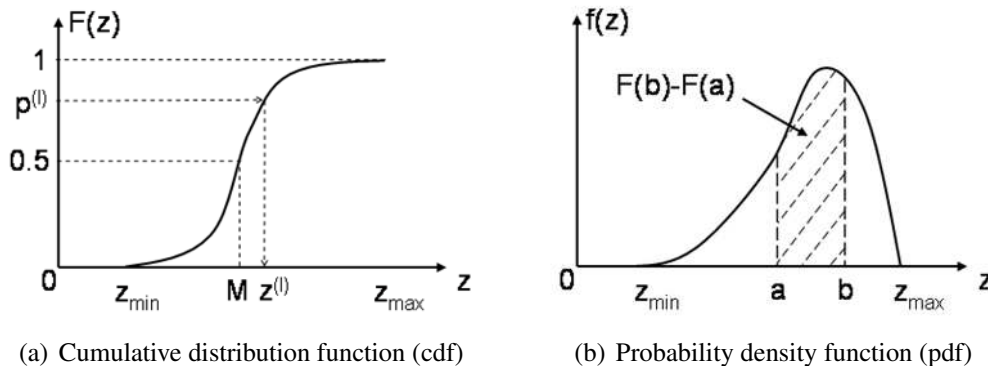 F(z)
1
p^(l)
0.5
0
z_min
M
z^(l)
z_max
z
(a) Cumulative distribution function (cdf)
f(z)
F(b)-F(a)
0
z_min
a
b
z_max
z
(b) Probability density function (pdf)